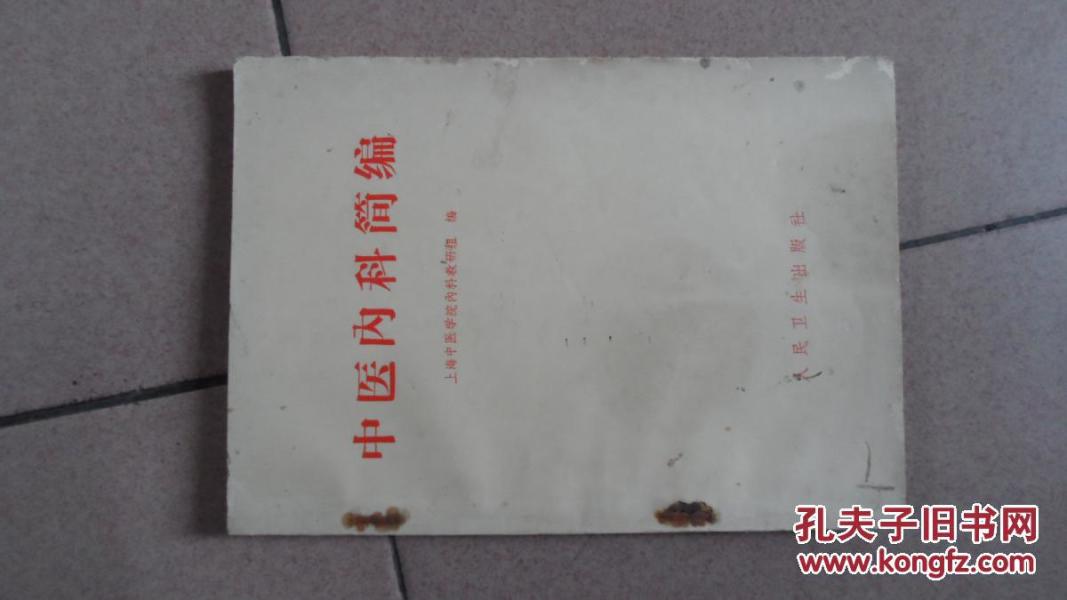 中医内科简编
上海中医学院内科教研组 编
人民卫生出版社
孔夫子旧书网
www.kongfz.com